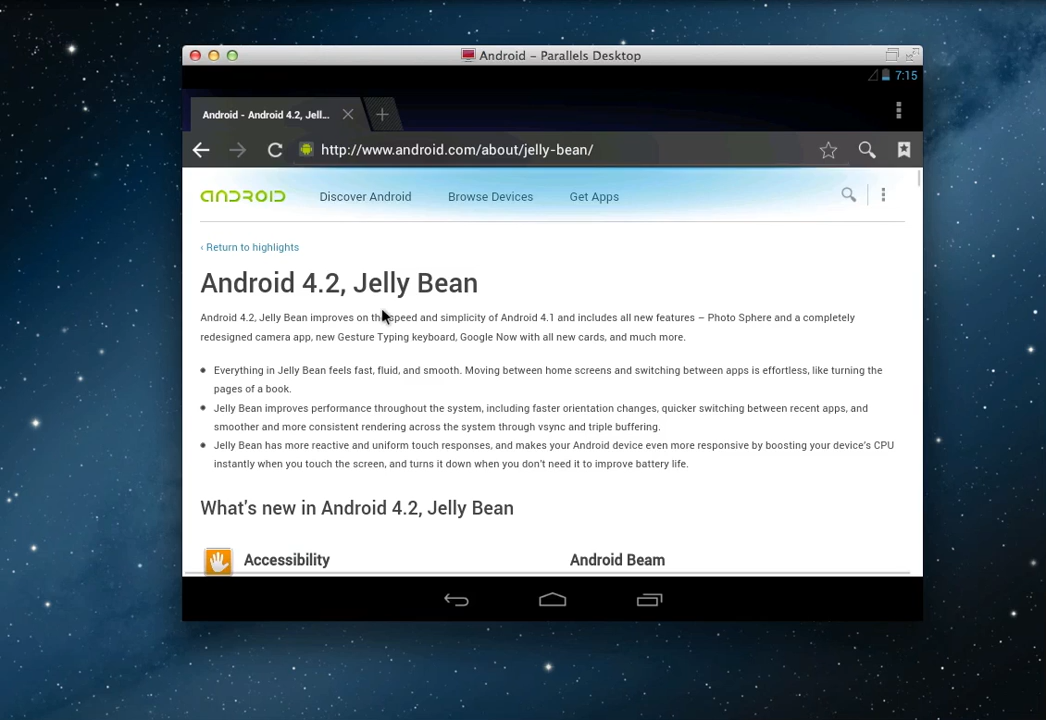 Android – Parallels Desktop
7:15
Android - Android 4.2, Jell...
http://www.android.com/about/jelly-bean/
ANDROID Discover Android Browse Devices Get Apps
‹ Return to highlights
Android 4.2, Jelly Bean
Android 4.2, Jelly Bean improves on the speed and simplicity of Android 4.1 and includes all new features – Photo Sphere and a completely
redesigned camera app, new Gesture Typing keyboard, Google Now with all new cards, and much more.
Everything in Jelly Bean feels fast, fluid, and smooth. Moving between home screens and switching between apps is effortless, like turning the
pages of a book.
Jelly Bean improves performance throughout the system, including faster orientation changes, quicker switching between recent apps, and
smoother and more consistent rendering across the system through vsync and triple buffering.
Jelly Bean has more reactive and uniform touch responses, and makes your Android device even more responsive by boosting your device's CPU
instantly when you touch the screen, and turns it down when you don't need it to improve battery life.
What's new in Android 4.2, Jelly Bean
Accessibility Android Beam